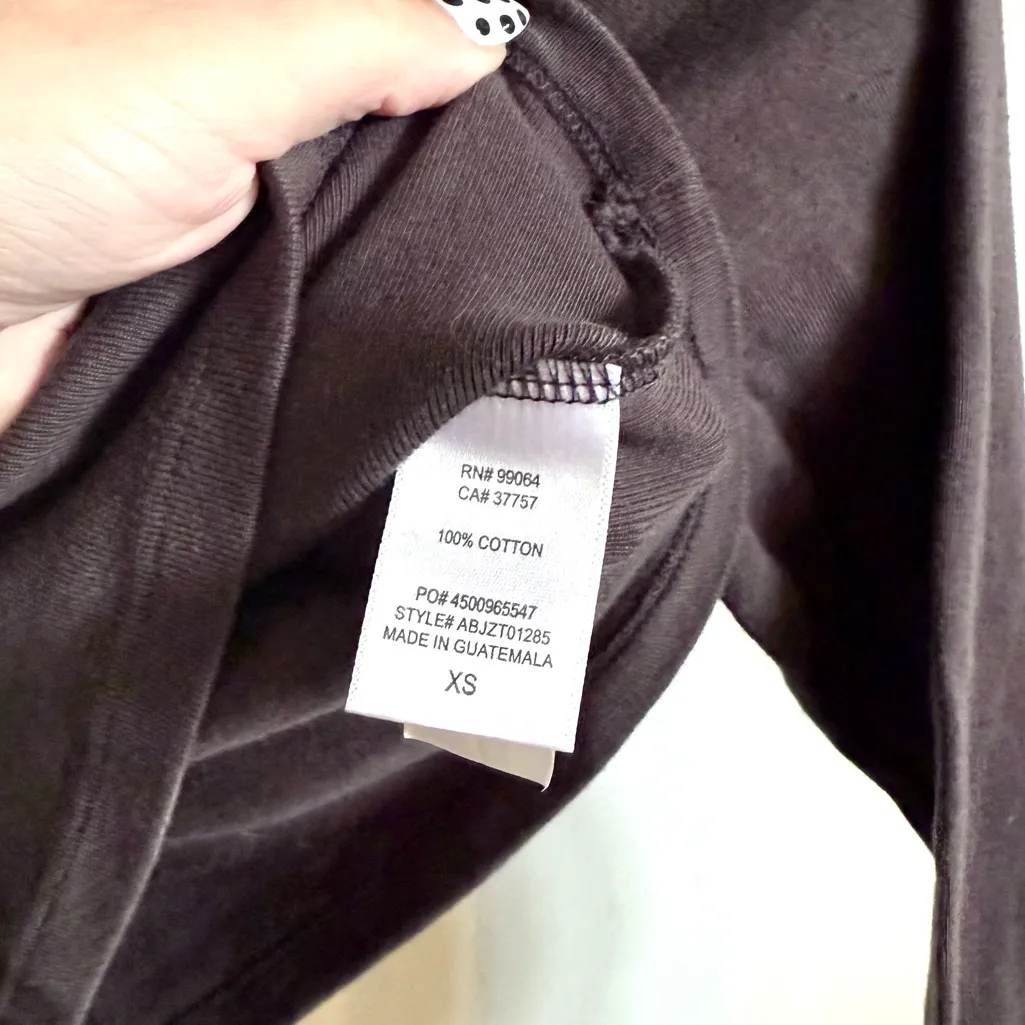 RN# 99064
CA# 37757
100% COTTON
PO# 4500965547
STYLE# ABJZT01285
MADE IN GUATEMALA
XS